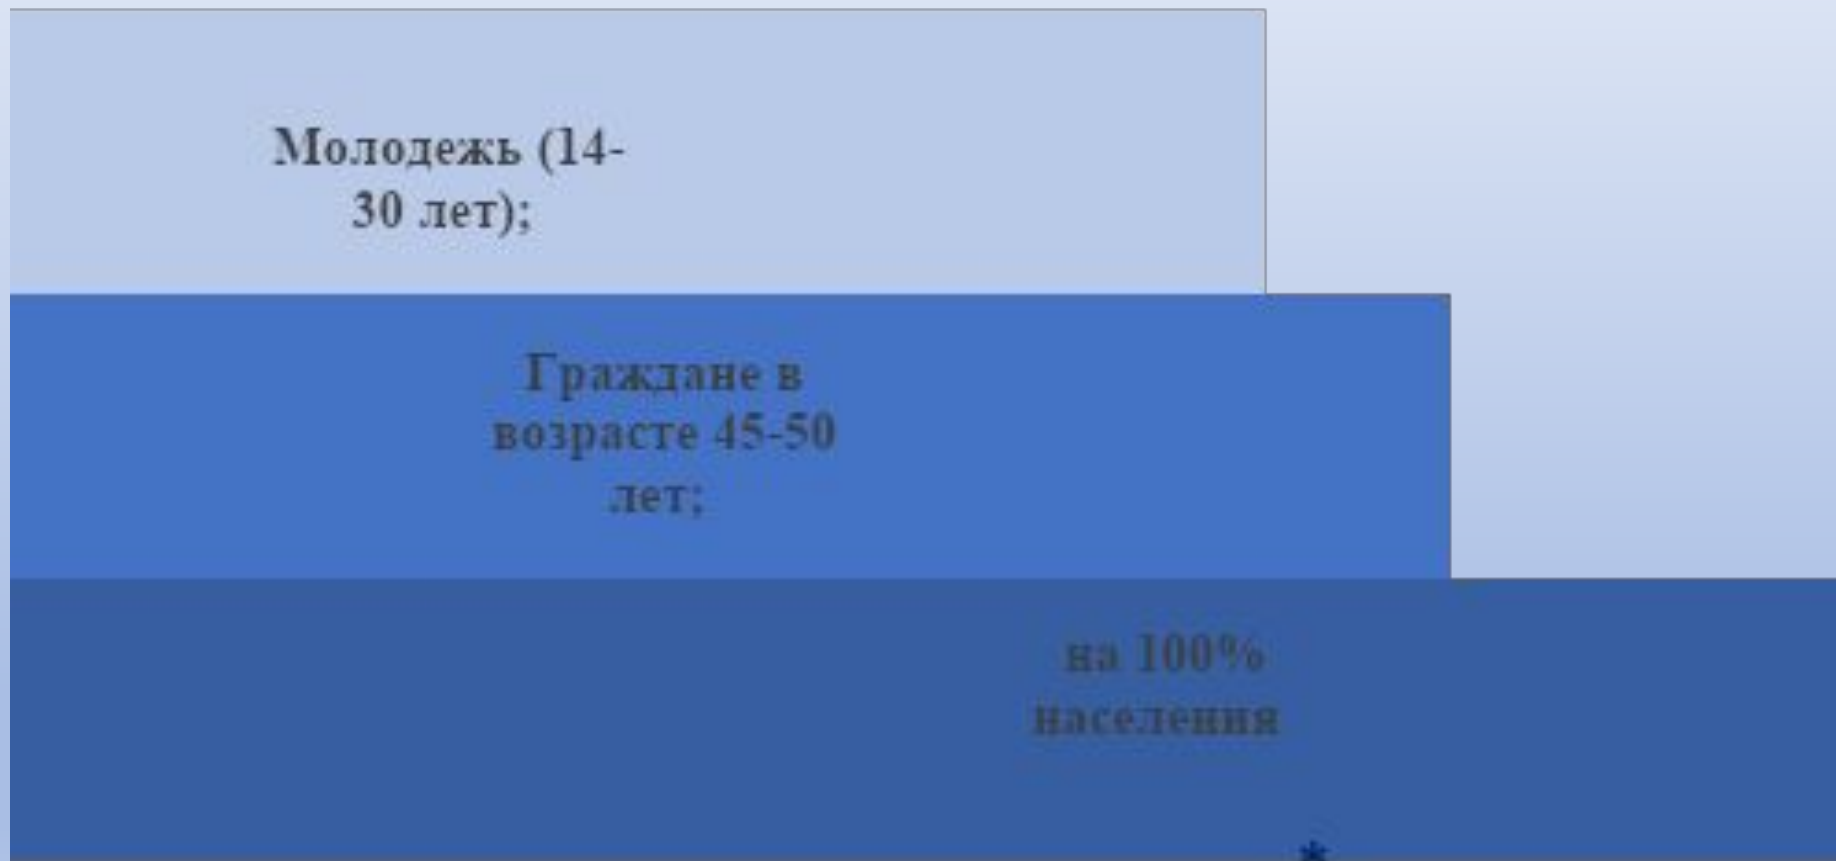 Молодежь (14-
30 лет);
Граждане в
возрасте 45-50
лет;
на 100%
населения
*